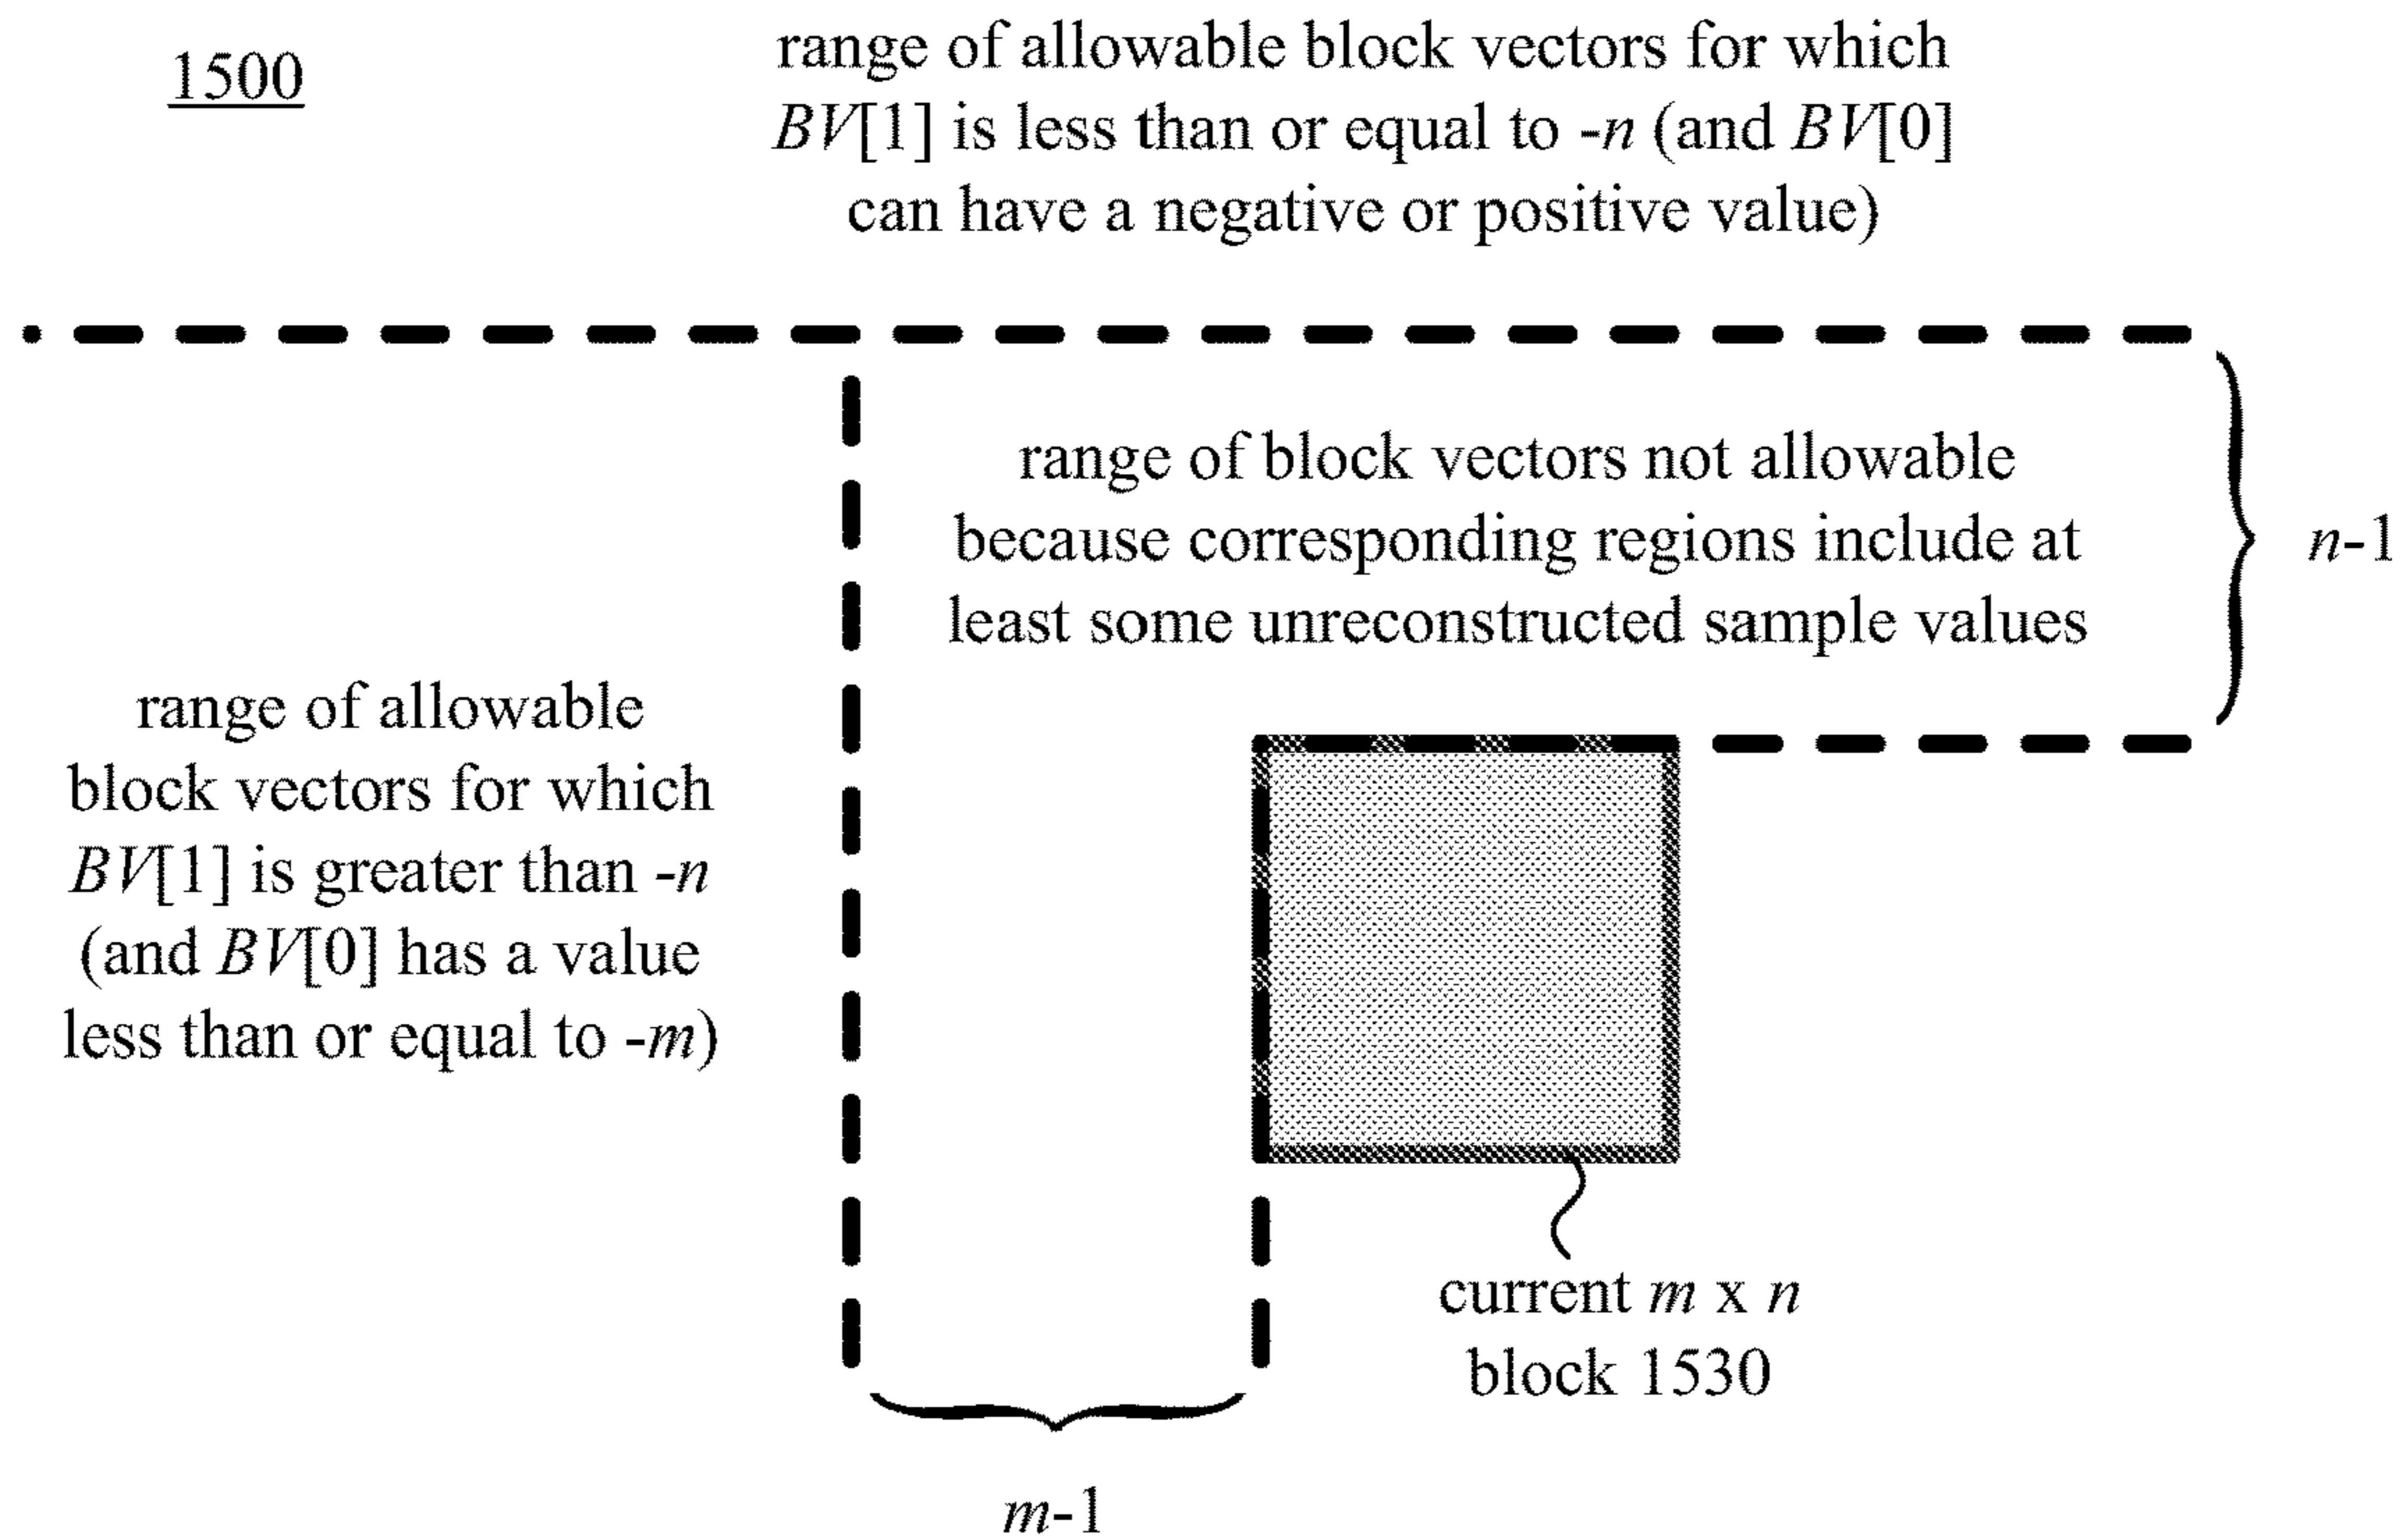 1500
range of allowable block vectors for which
BV[1] is less than or equal to -n (and BV[0]
can have a negative or positive value)
range of block vectors not allowable
because corresponding regions include at
least some unreconstructed sample values
n-1
range of allowable
block vectors for which
BV[1] is greater than -n
(and BV[0] has a value
less than or equal to -m)
current m x n
block 1530
m-1